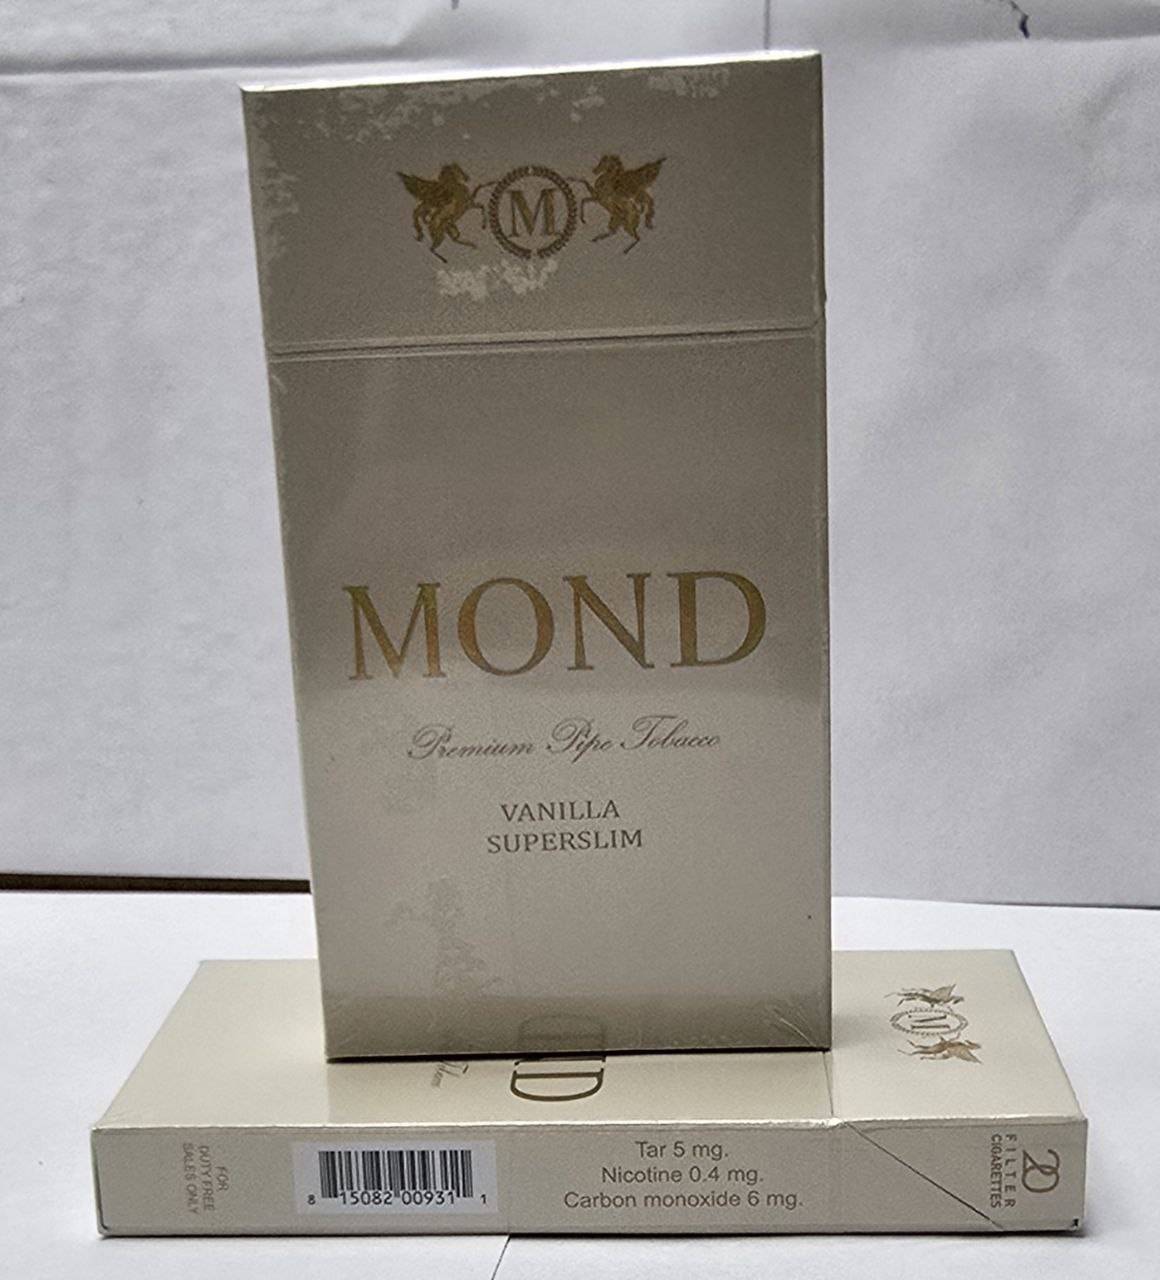 M
MOND
Premium Pipe Tobacco
VANILLA
SUPERSLIM
M
ND
FOR
DUTY FREE
SALES ONLY
8 15082 00931 1
Tar 5 mg.
Nicotine 0.4 mg.
Carbon monoxide 6 mg.
20
FILTER
CIGARETTES